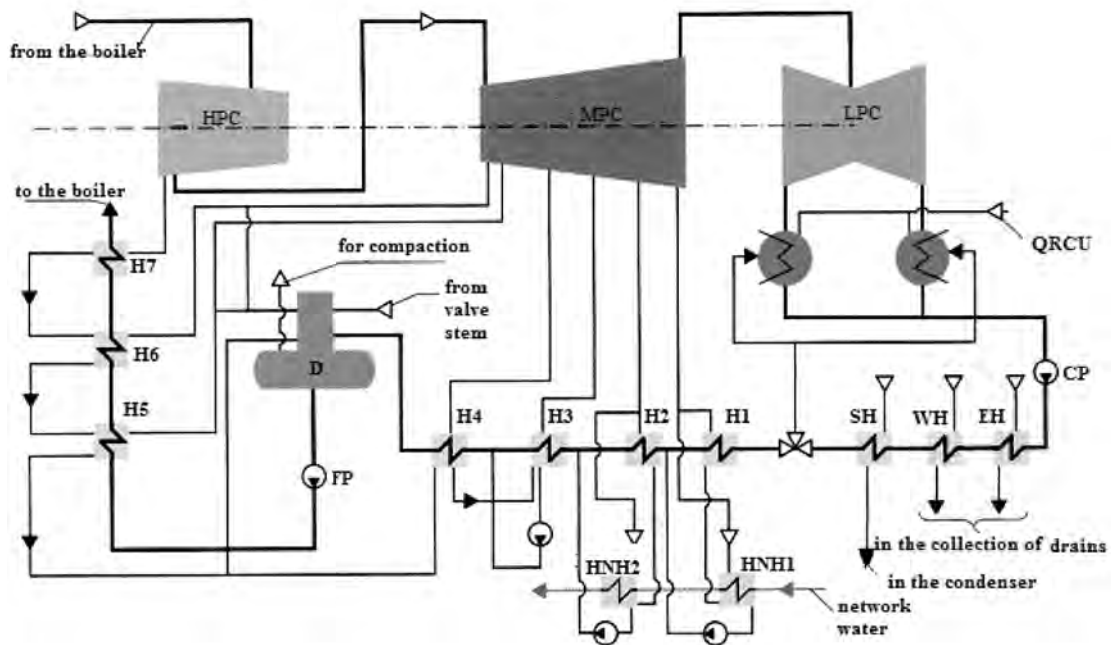 from the boiler
HPC
MPC
LPC
to the boiler
QRCU
H7
for compaction
from
valve
stem
H6
D
CP
H5
H4
H3
H2
H1
SH
WH
EH
FP
in the collection of drains
in the condenser
HNH2
HNH1
network
water